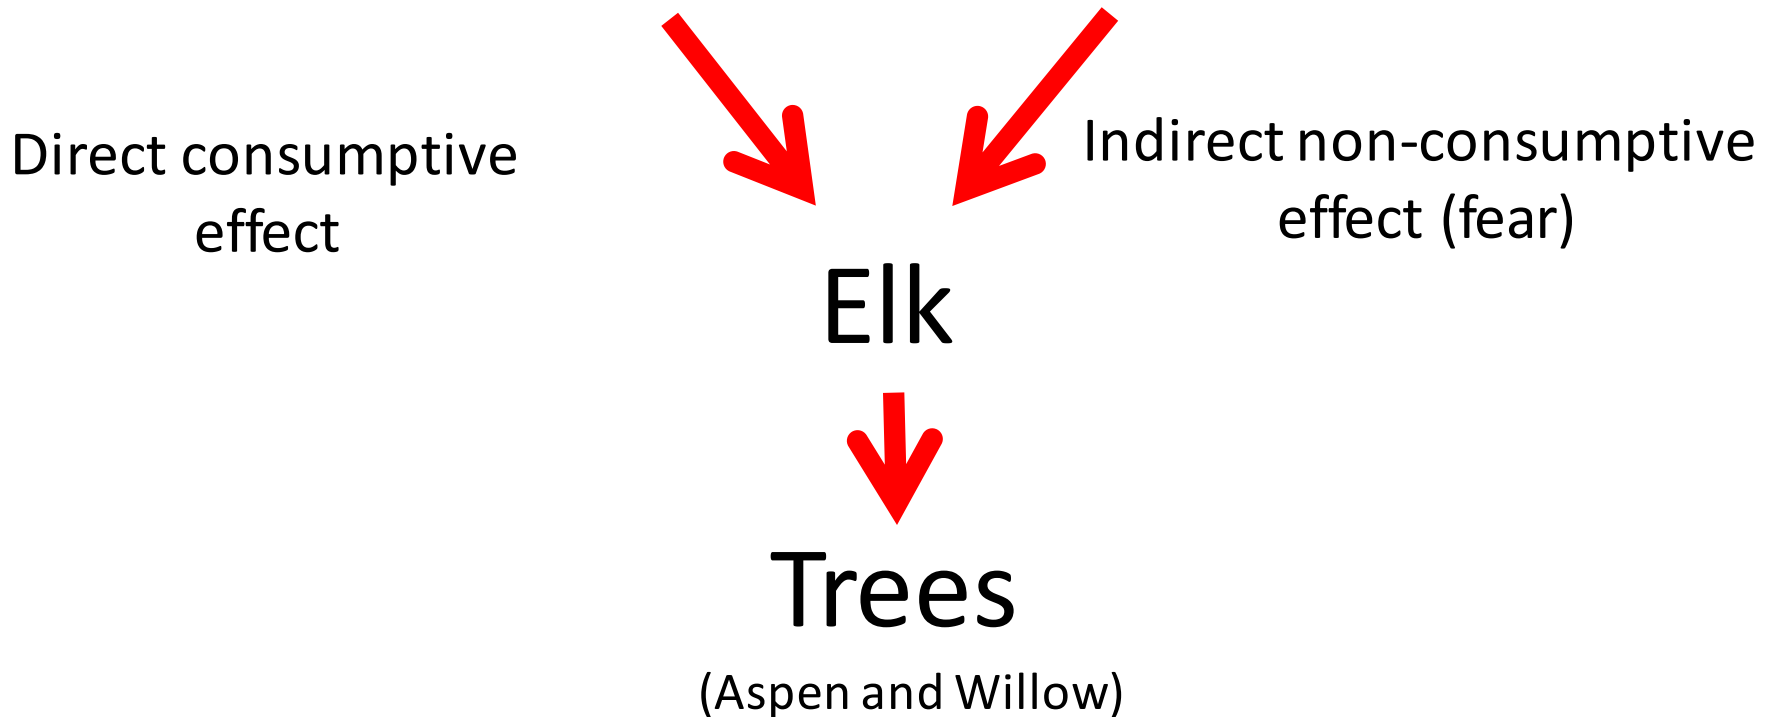 Direct consumptive
effect
Indirect non-consumptive
effect (fear)
Elk
Trees
(Aspen and Willow)